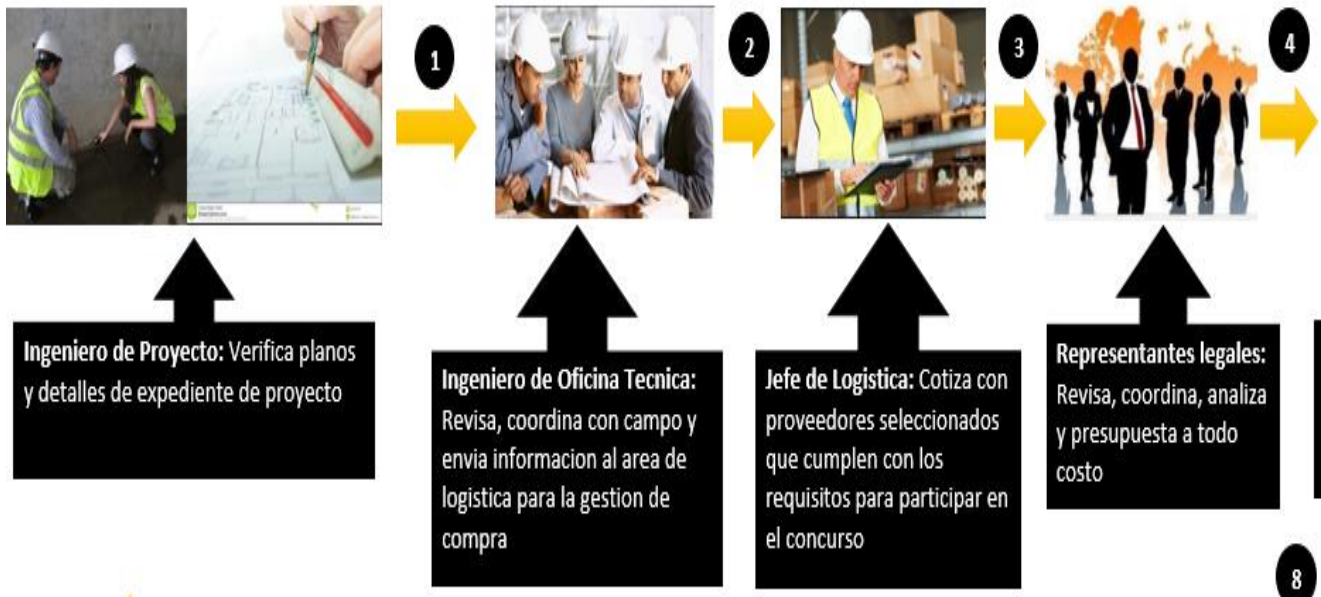 1
2
3
4
Ingeniero de Proyecto: Verifica planos
y detalles de expediente de proyecto
Ingeniero de Oficina Tecnica:
Revisa, coordina con campo y
envia informacion al area de
logistica para la gestion de
compra
Jefe de Logistica: Cotiza con
proveedores seleccionados
que cumplen con los
requisitos para participar en
el concurso
Representantes legales:
Revisa, coordina, analiza
y presupuesta a todo
costo
8